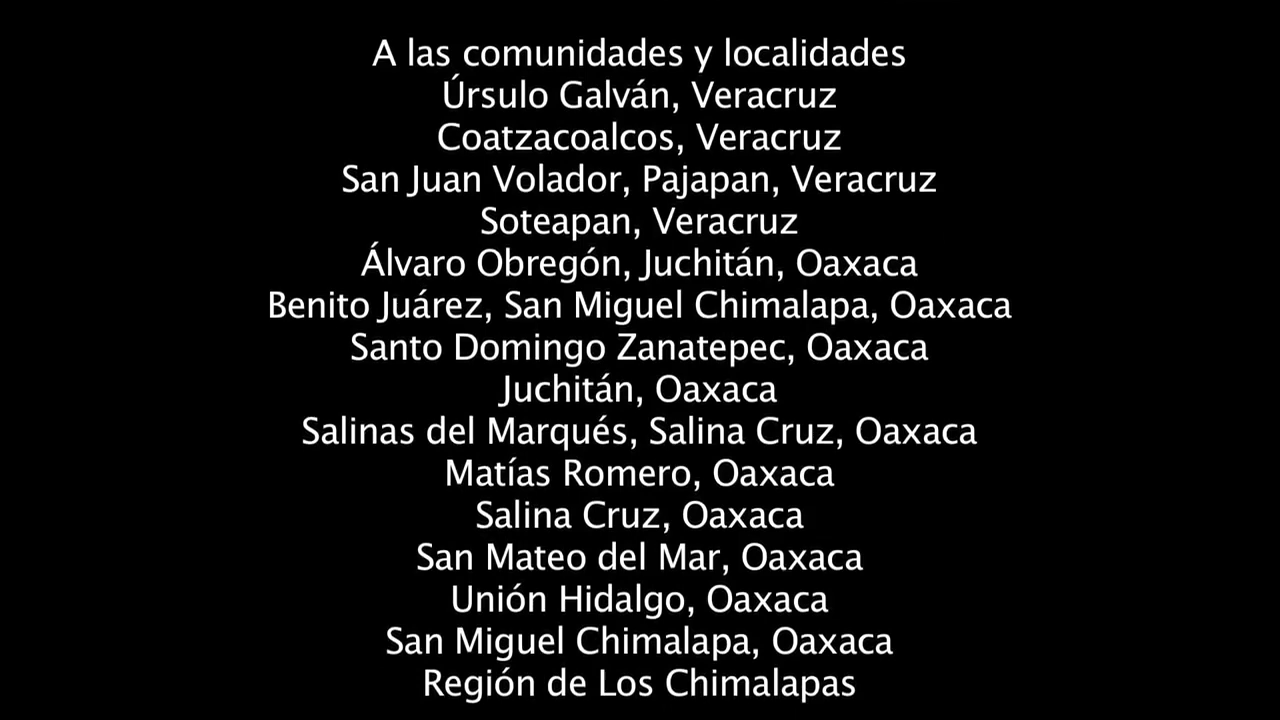 A las comunidades y localidades
Úrsulo Galván, Veracruz
Coatzacoalcos, Veracruz
San Juan Volador, Pajapan, Veracruz
Soteapan, Veracruz
Álvaro Obregón, Juchitán, Oaxaca
Benito Juárez, San Miguel Chimalapa, Oaxaca
Santo Domingo Zanatepec, Oaxaca
Juchitán, Oaxaca
Salinas del Marqués, Salina Cruz, Oaxaca
Matías Romero, Oaxaca
Salina Cruz, Oaxaca
San Mateo del Mar, Oaxaca
Unión Hidalgo, Oaxaca
San Miguel Chimalapa, Oaxaca
Región de Los Chimalapas